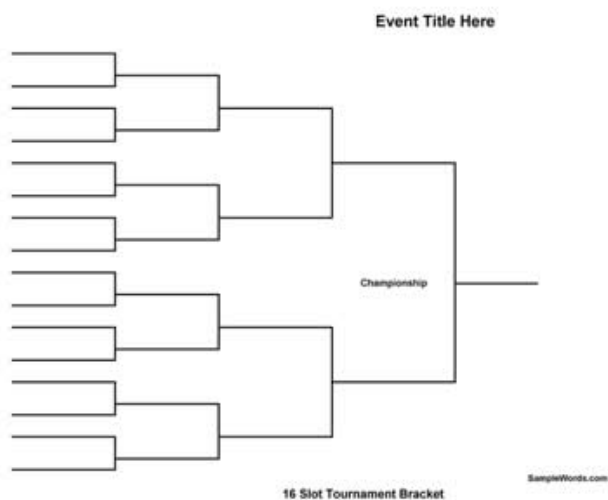 Event Title Here
Championship
SampleWords.com
16 Slot Tournament Bracket